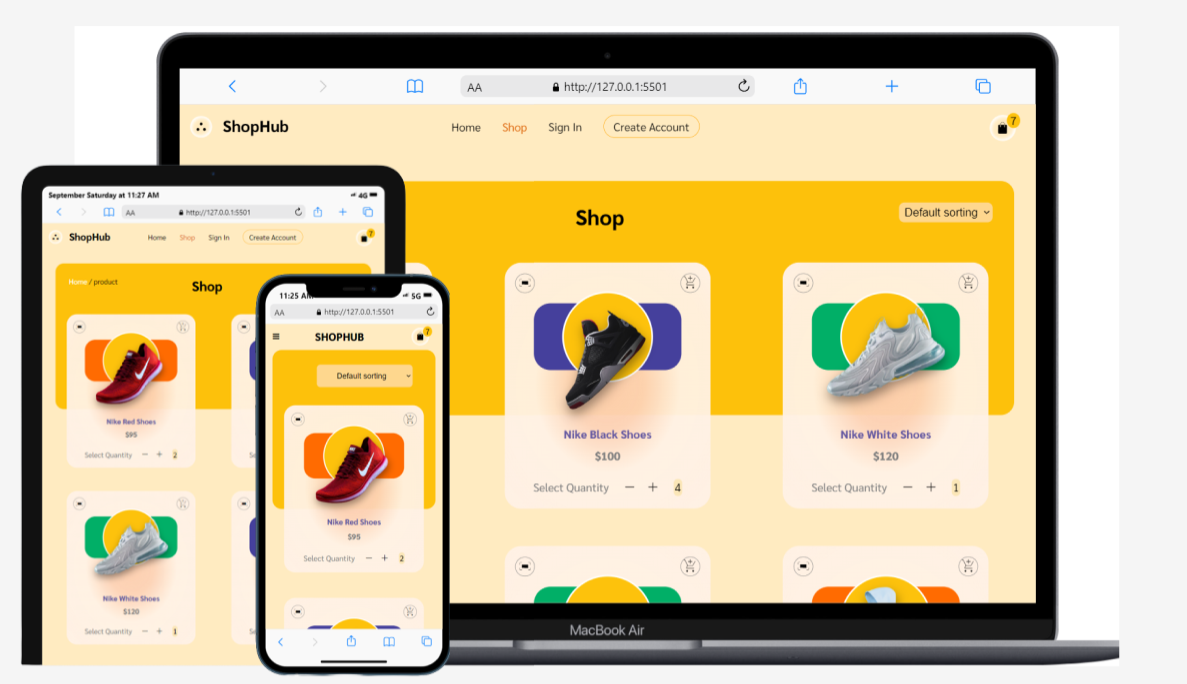 AA http://127.0.0.1:5501
ShopHub Home Shop Sign In Create Account 7
Shop Default sorting
Nike Black Shoes
$100
Select Quantity − + 4
Nike White Shoes
$120
Select Quantity − + 1
MacBook Air
September Saturday at 11:27 AM 4G
AA http://127.0.0.1:5501
ShopHub Home Shop Sign In Create Account 7
Home / product Shop
Nike Red Shoes
$95
Select Quantity − + 2
Nike White Shoes
$120
Select Quantity − + 1
11:25 AM 5G
AA http://127.0.0.1:5501
SHOPHUB 7
Default sorting
Nike Red Shoes
$95
Select Quantity − + 2